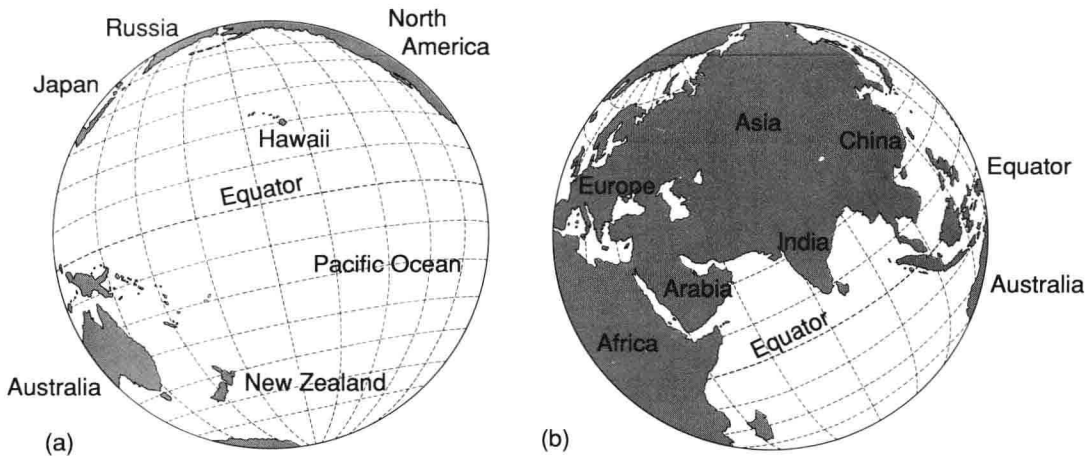 Russia
North
America
Japan
Hawaii
Equator
Pacific Ocean
New Zealand
Australia
(a)
Asia
China
Europe
Equator
India
Arabia
Australia
Africa
Equator
(b)